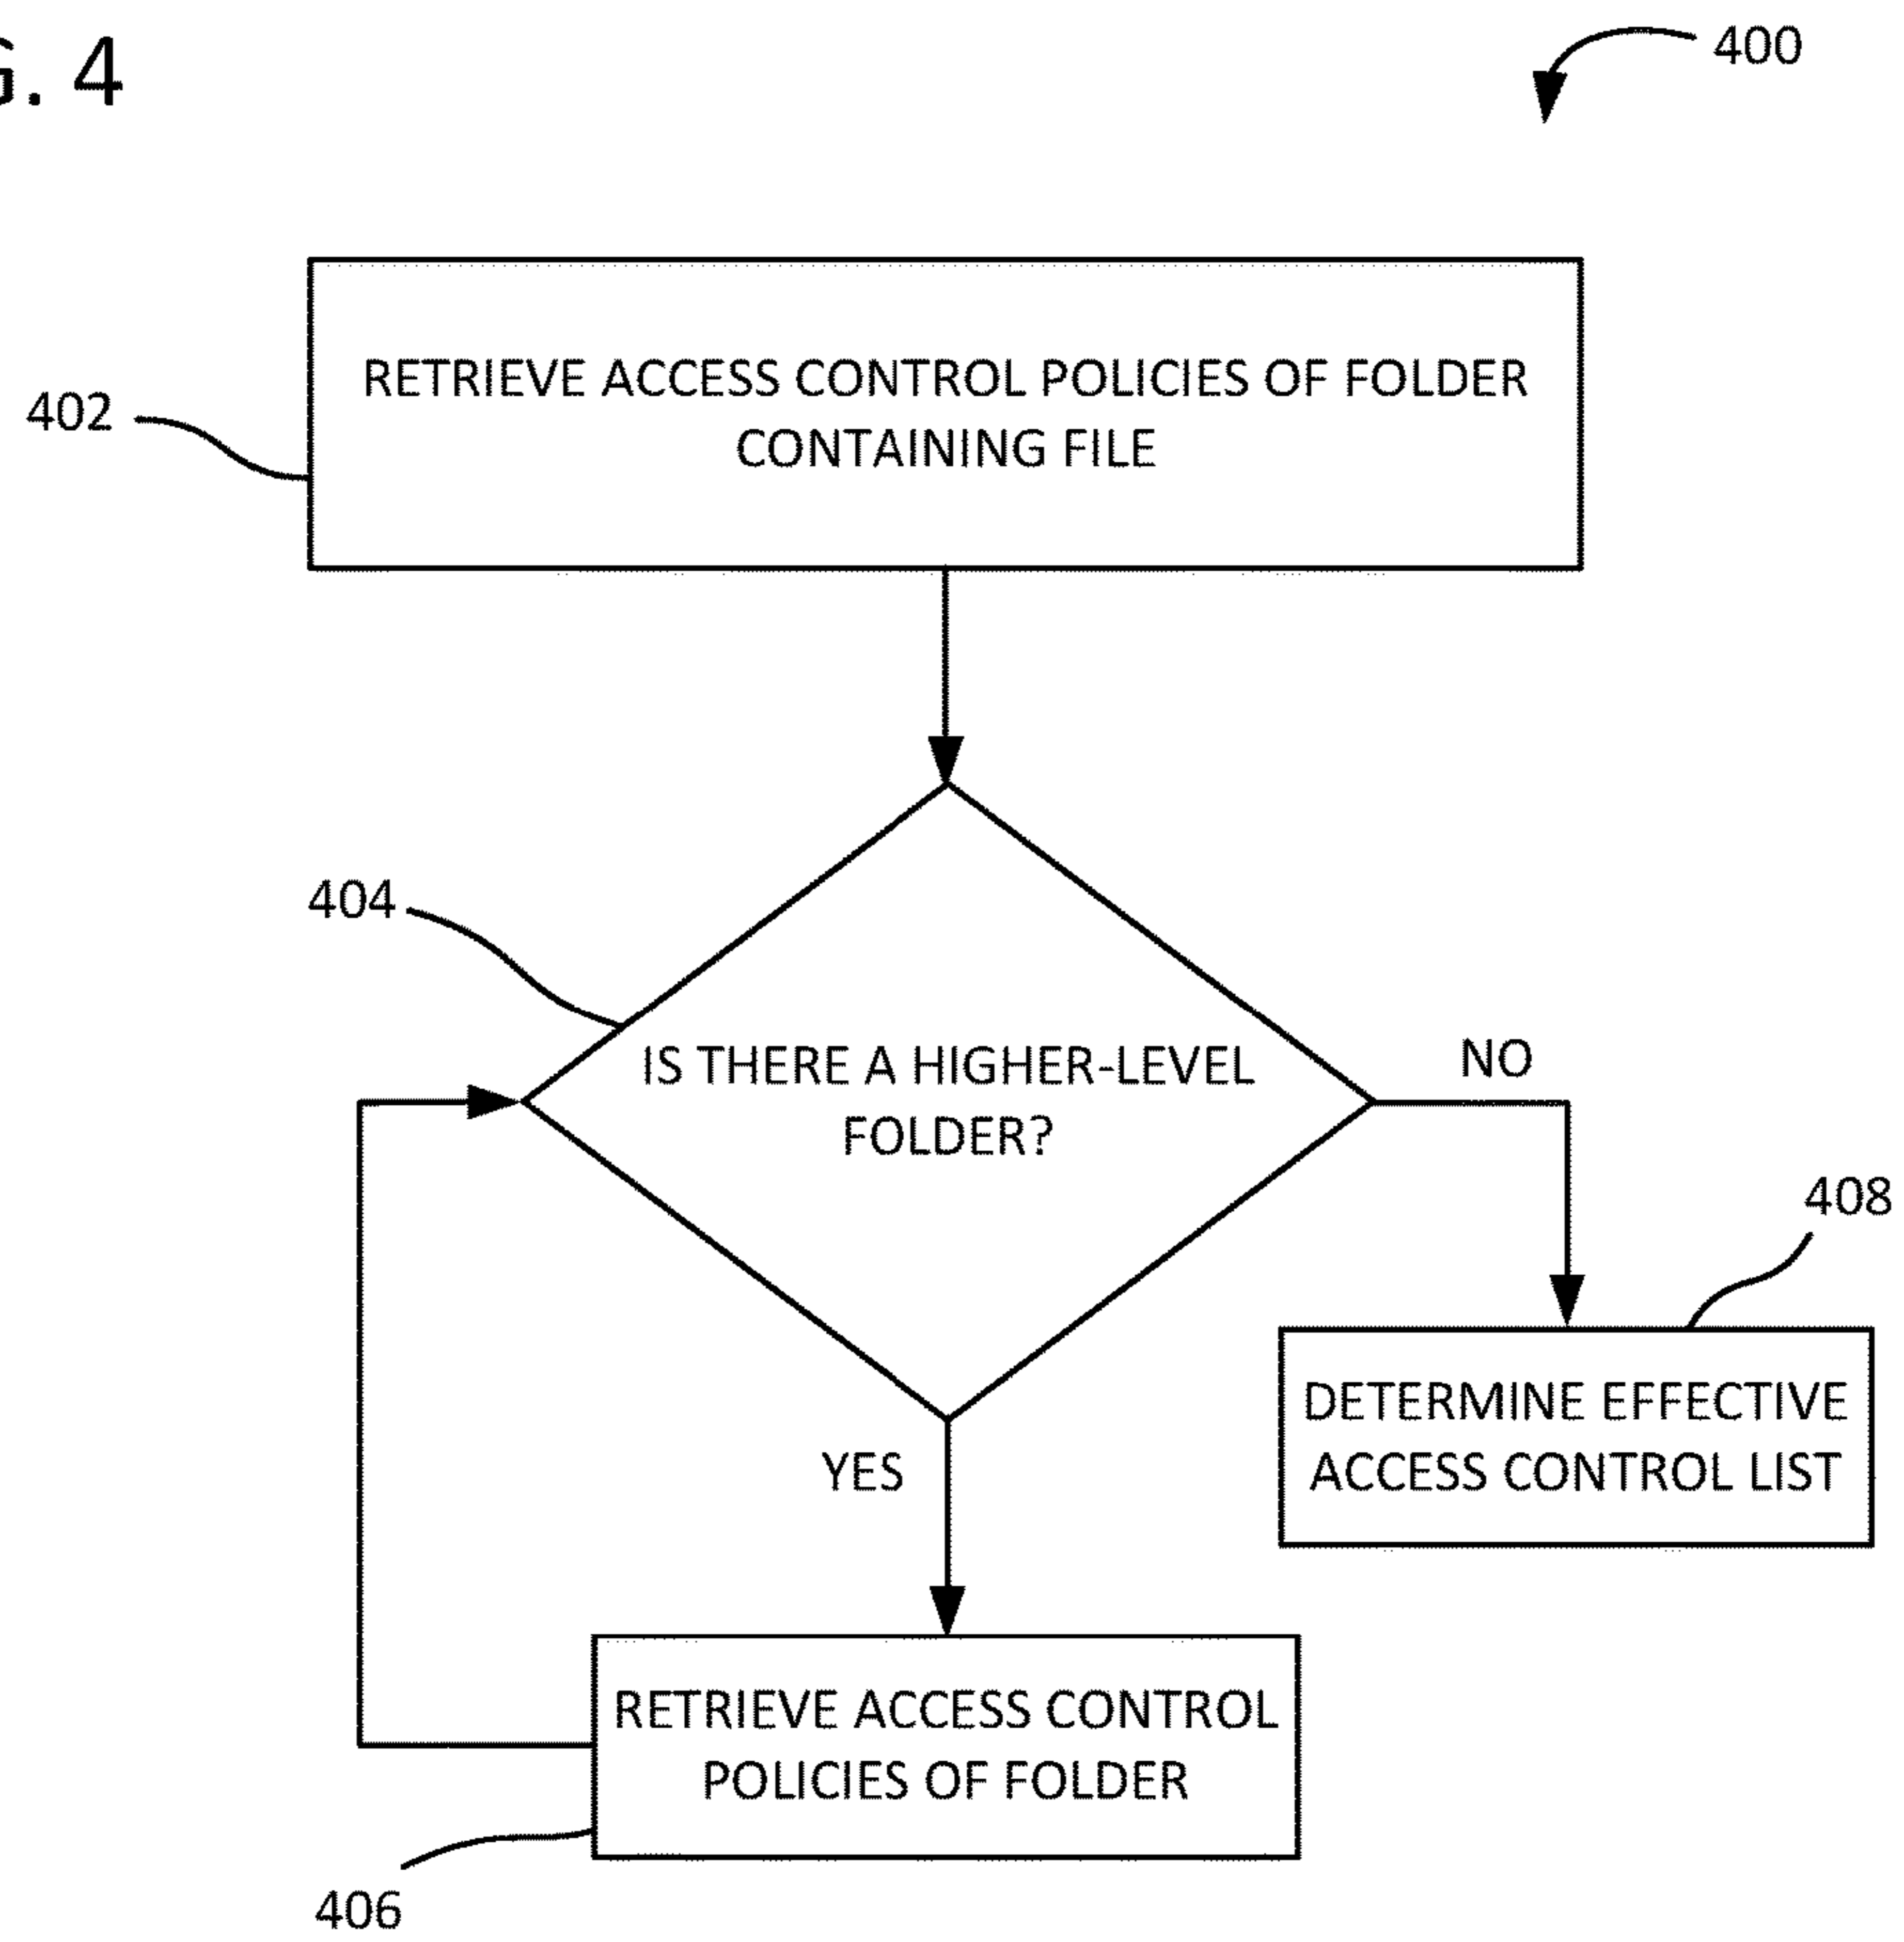 G. 4
400
RETRIEVE ACCESS CONTROL POLICIES OF FOLDER
CONTAINING FILE
402
404
IS THERE A HIGHER-LEVEL
FOLDER?
NO
408
DETERMINE EFFECTIVE
ACCESS CONTROL LIST
YES
RETRIEVE ACCESS CONTROL
POLICIES OF FOLDER
406